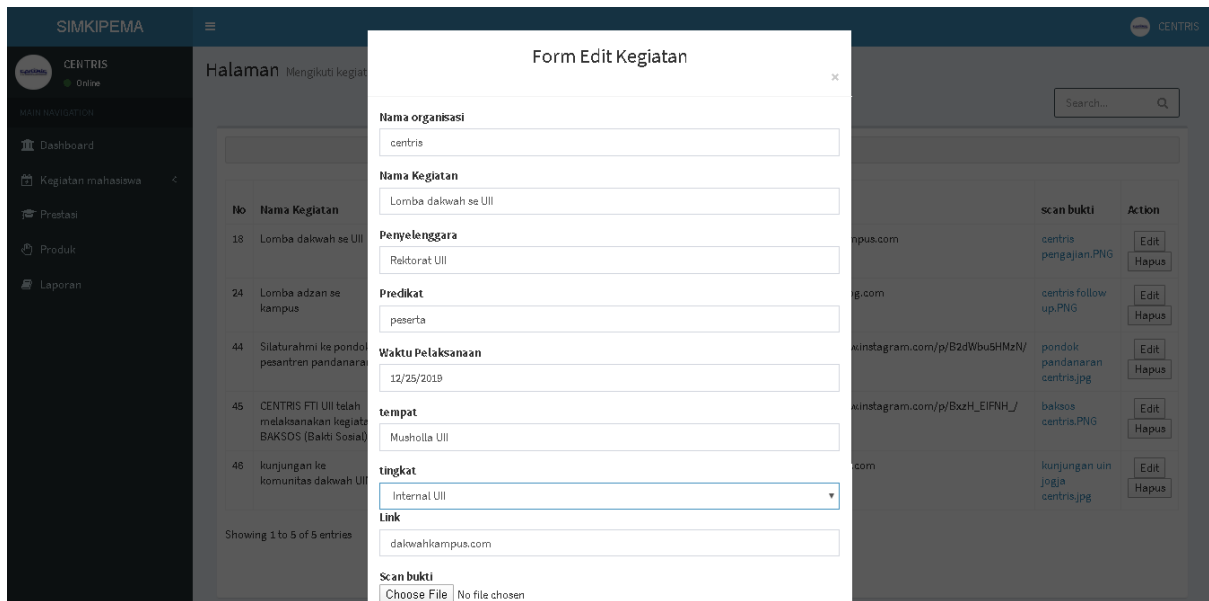 SIMKIPEMA
CENTRIS
CENTRIS
Online
Halaman Mengikuti kegiat
MAIN NAVIGATION
Search...
Dashboard
Kegiatan mahasiswa
Prestasi
Produk
Laporan
Form Edit Kegiatan
×
Nama organisasi
centris
Nama Kegiatan
Lomba dakwah se UII
Penyelenggara
Rektorat UII
Predikat
peserta
Waktu Pelaksanaan
12/25/2019
tempat
Musholla UII
tingkat
Internal UII
Link
dakwahkampus.com
Scan bukti
Choose File No file chosen
No Nama Kegiatan scan bukti Action
18 Lomba dakwah se UII npus.com centris Edit
pengajian.PNG Hapus
24 Lomba adzan se g.com centris follow Edit
kampus up.PNG Hapus
44 Silaturahmi ke pondok w.instagram.com/p/B2dWbu5HMzN/ pondok Edit
pesantren pandanara pandanaran Hapus
centris.jpg
45 CENTRIS FTI UII telah w.instagram.com/p/BxzH_EIFNH_/ baksos Edit
melaksanakan kegiata centris.PNG Hapus
BAKSOS (Bakti Sosial)
46 kunjungan ke com kunjungan uin Edit
komunitas dakwah UIN jogja Hapus
centris.jpg
Showing 1 to 5 of 5 entries